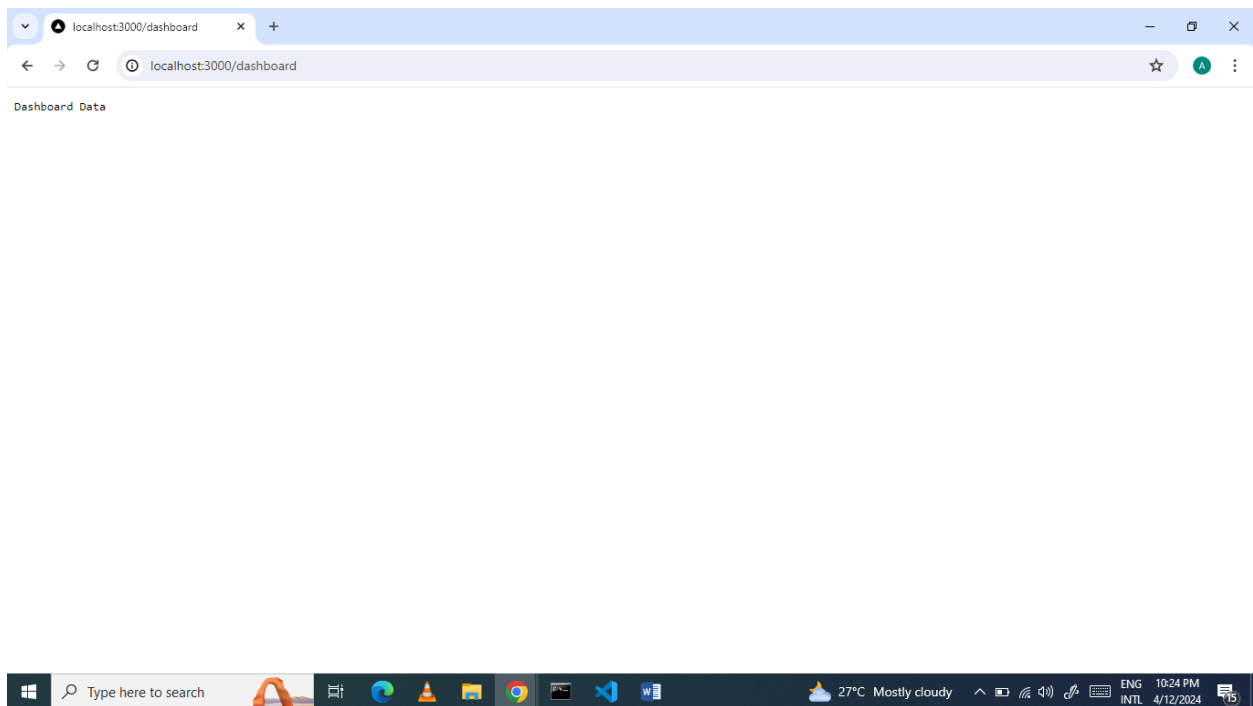 localhost:3000/dashboard
localhost:3000/dashboard
A
Dashboard Data
Type here to search
27°C Mostly cloudy
ENG
INTL
10:24 PM
4/12/2024
15